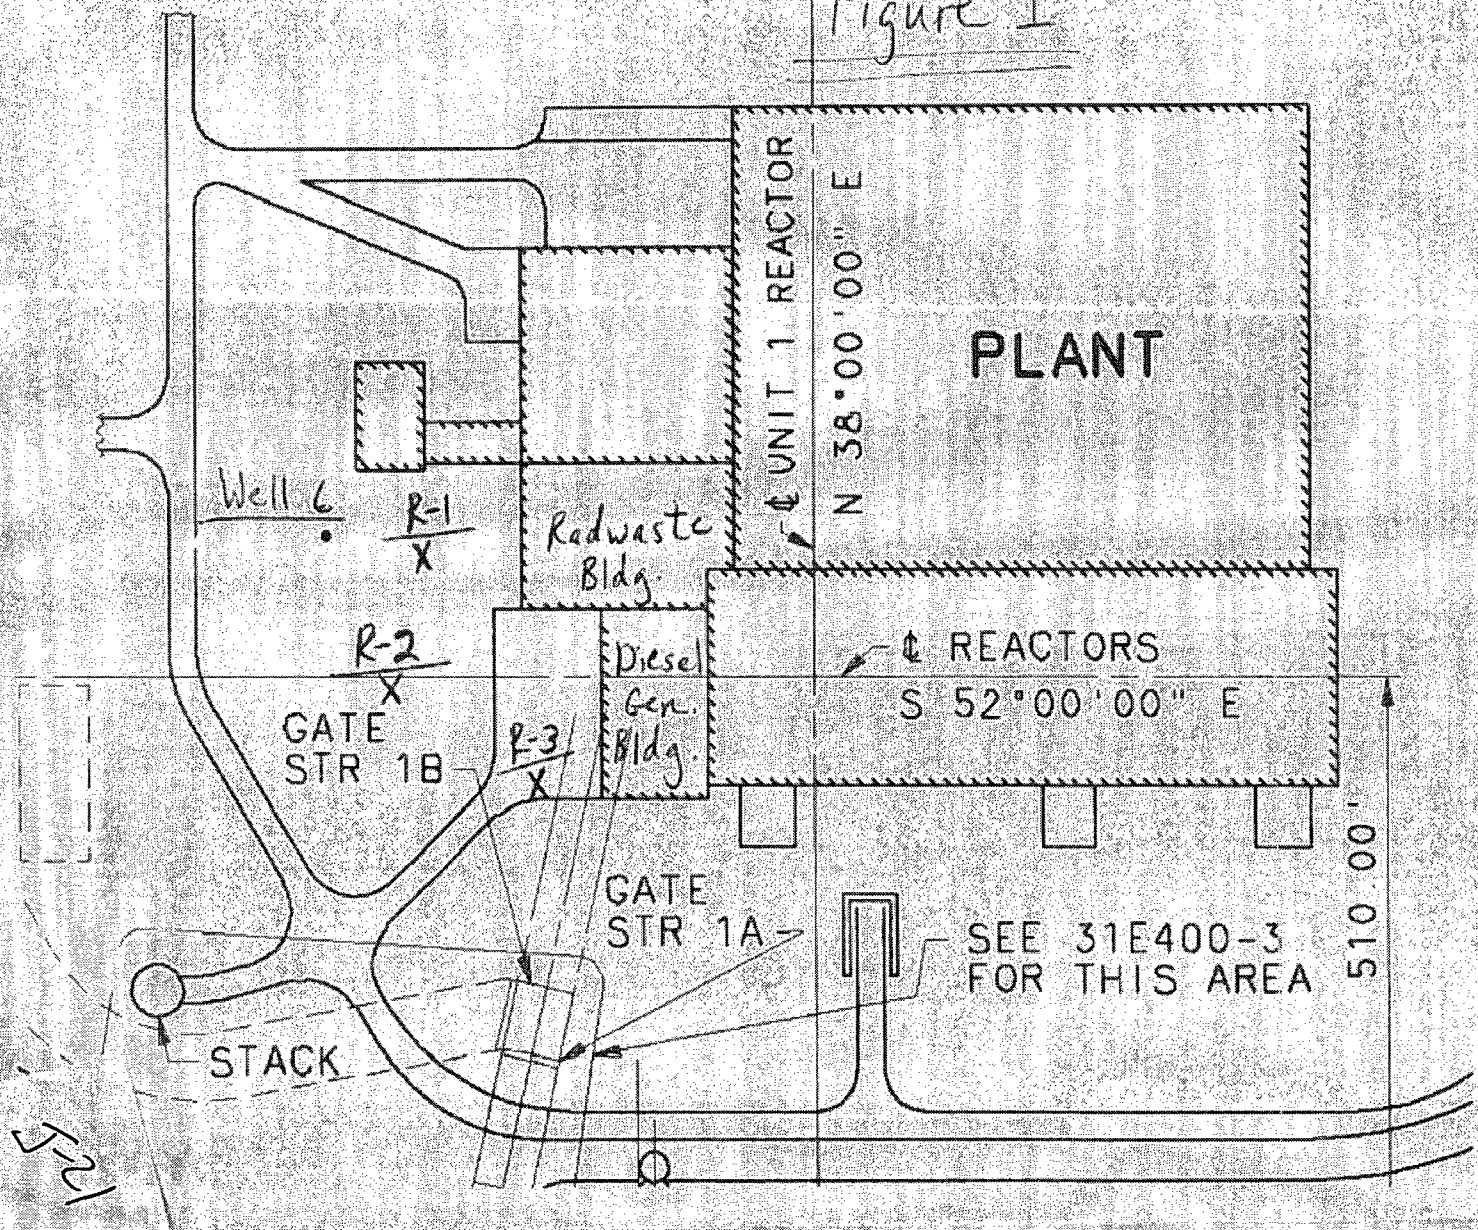 Figure 1
℄ UNIT 1 REACTOR
N 38°00'00" E
PLANT
Well 6
R-1
X
Radwaste
Bldg.
R-2
X
℄ REACTORS
S 52°00'00" E
Diesel
Gen.
Bldg.
GATE
STR 1B
R-3
X
GATE
STR 1A
SEE 31E400-3
FOR THIS AREA
510.00'
STACK
J-21